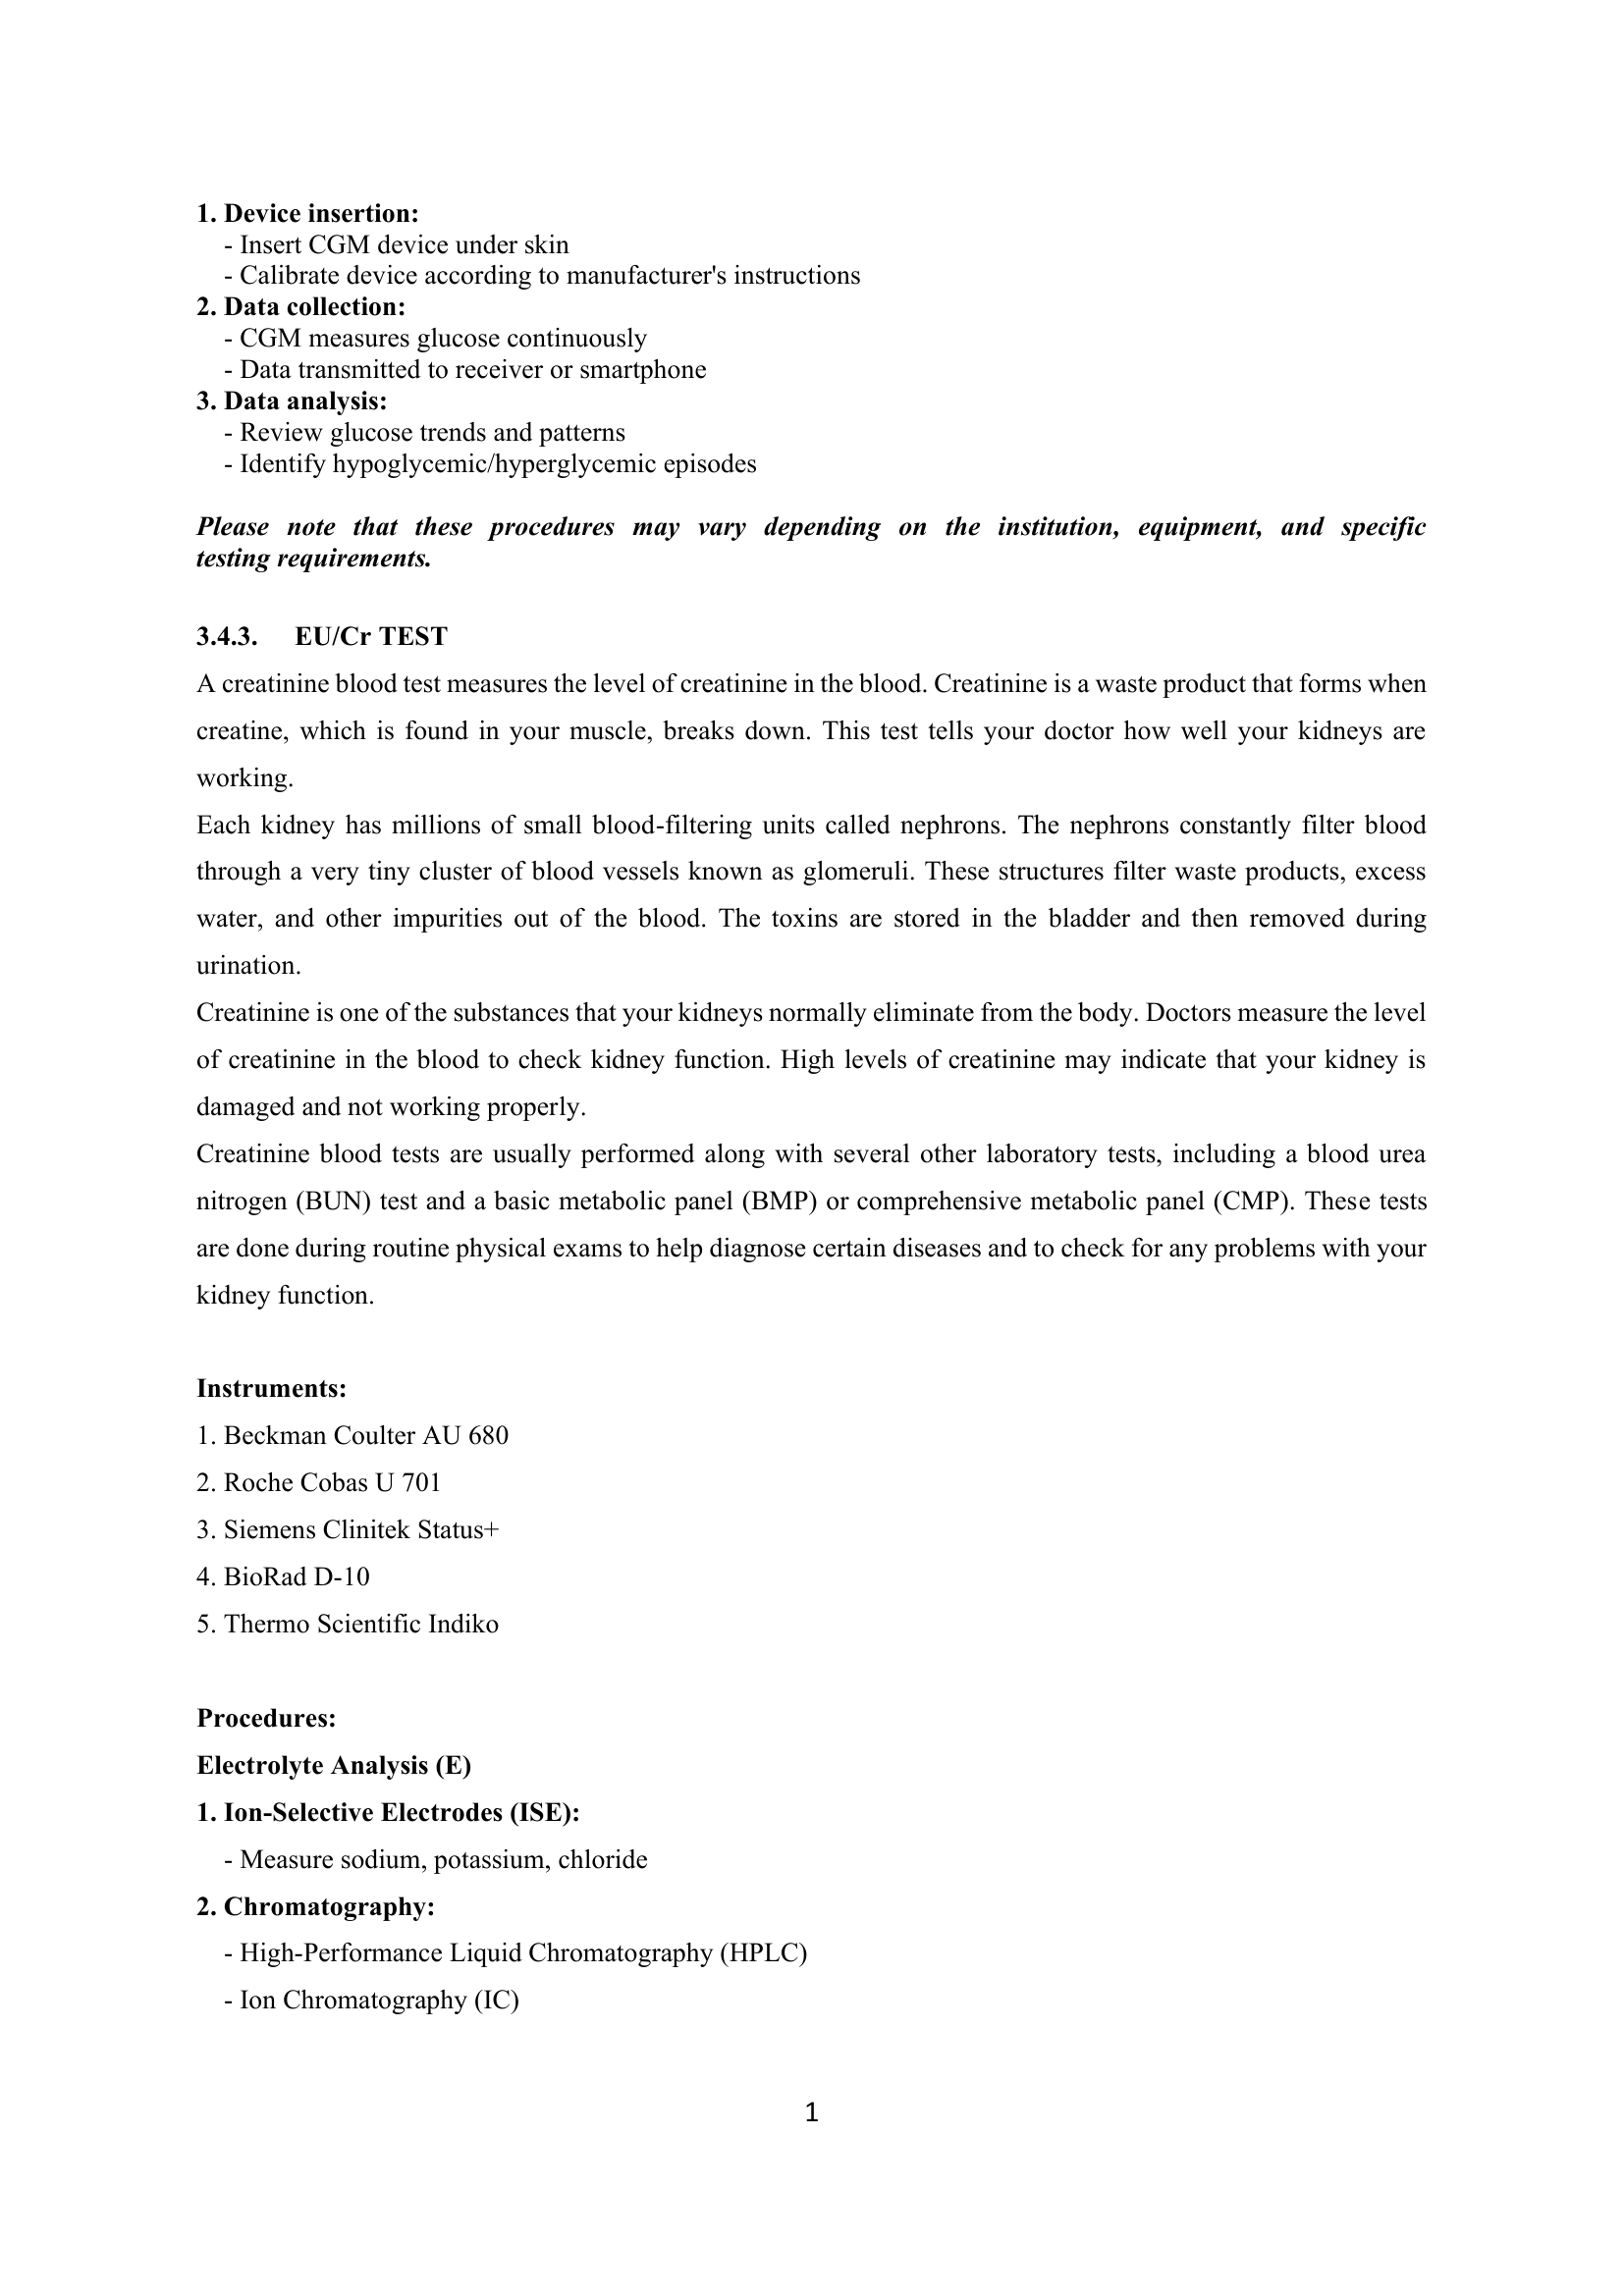 1. Device insertion:
- Insert CGM device under skin
- Calibrate device according to manufacturer's instructions
2. Data collection:
- CGM measures glucose continuously
- Data transmitted to receiver or smartphone
3. Data analysis:
- Review glucose trends and patterns
- Identify hypoglycemic/hyperglycemic episodes
Please note that these procedures may vary depending on the institution, equipment, and specific
testing requirements.
3.4.3. EU/Cr TEST
A creatinine blood test measures the level of creatinine in the blood. Creatinine is a waste product that forms when
creatine, which is found in your muscle, breaks down. This test tells your doctor how well your kidneys are
working.
Each kidney has millions of small blood-filtering units called nephrons. The nephrons constantly filter blood
through a very tiny cluster of blood vessels known as glomeruli. These structures filter waste products, excess
water, and other impurities out of the blood. The toxins are stored in the bladder and then removed during
urination.
Creatinine is one of the substances that your kidneys normally eliminate from the body. Doctors measure the level
of creatinine in the blood to check kidney function. High levels of creatinine may indicate that your kidney is
damaged and not working properly.
Creatinine blood tests are usually performed along with several other laboratory tests, including a blood urea
nitrogen (BUN) test and a basic metabolic panel (BMP) or comprehensive metabolic panel (CMP). These tests
are done during routine physical exams to help diagnose certain diseases and to check for any problems with your
kidney function.
Instruments:
1. Beckman Coulter AU 680
2. Roche Cobas U 701
3. Siemens Clinitek Status+
4. BioRad D-10
5. Thermo Scientific Indiko
Procedures:
Electrolyte Analysis (E)
1. Ion-Selective Electrodes (ISE):
- Measure sodium, potassium, chloride
2. Chromatography:
- High-Performance Liquid Chromatography (HPLC)
- Ion Chromatography (IC)
1